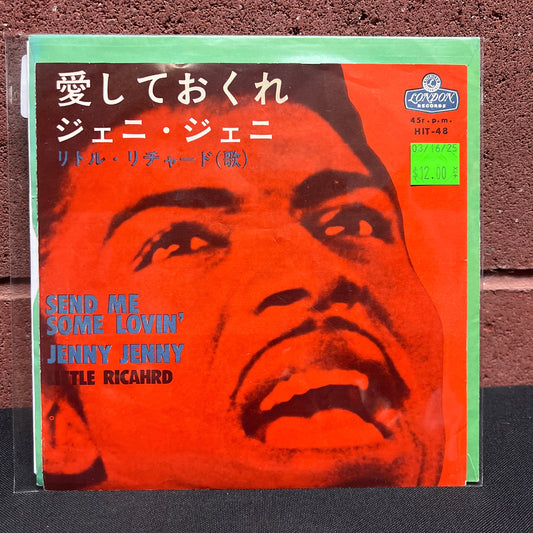 愛しておくれ
ジェニ・ジェニ
リトル・リチャード(歌)
LONDON
RECORDS
45r.p.m.
HIT-48
03/16/25
$12.00
SEND ME
SOME LOVIN'
JENNY JENNY
LITTLE RICAHRD